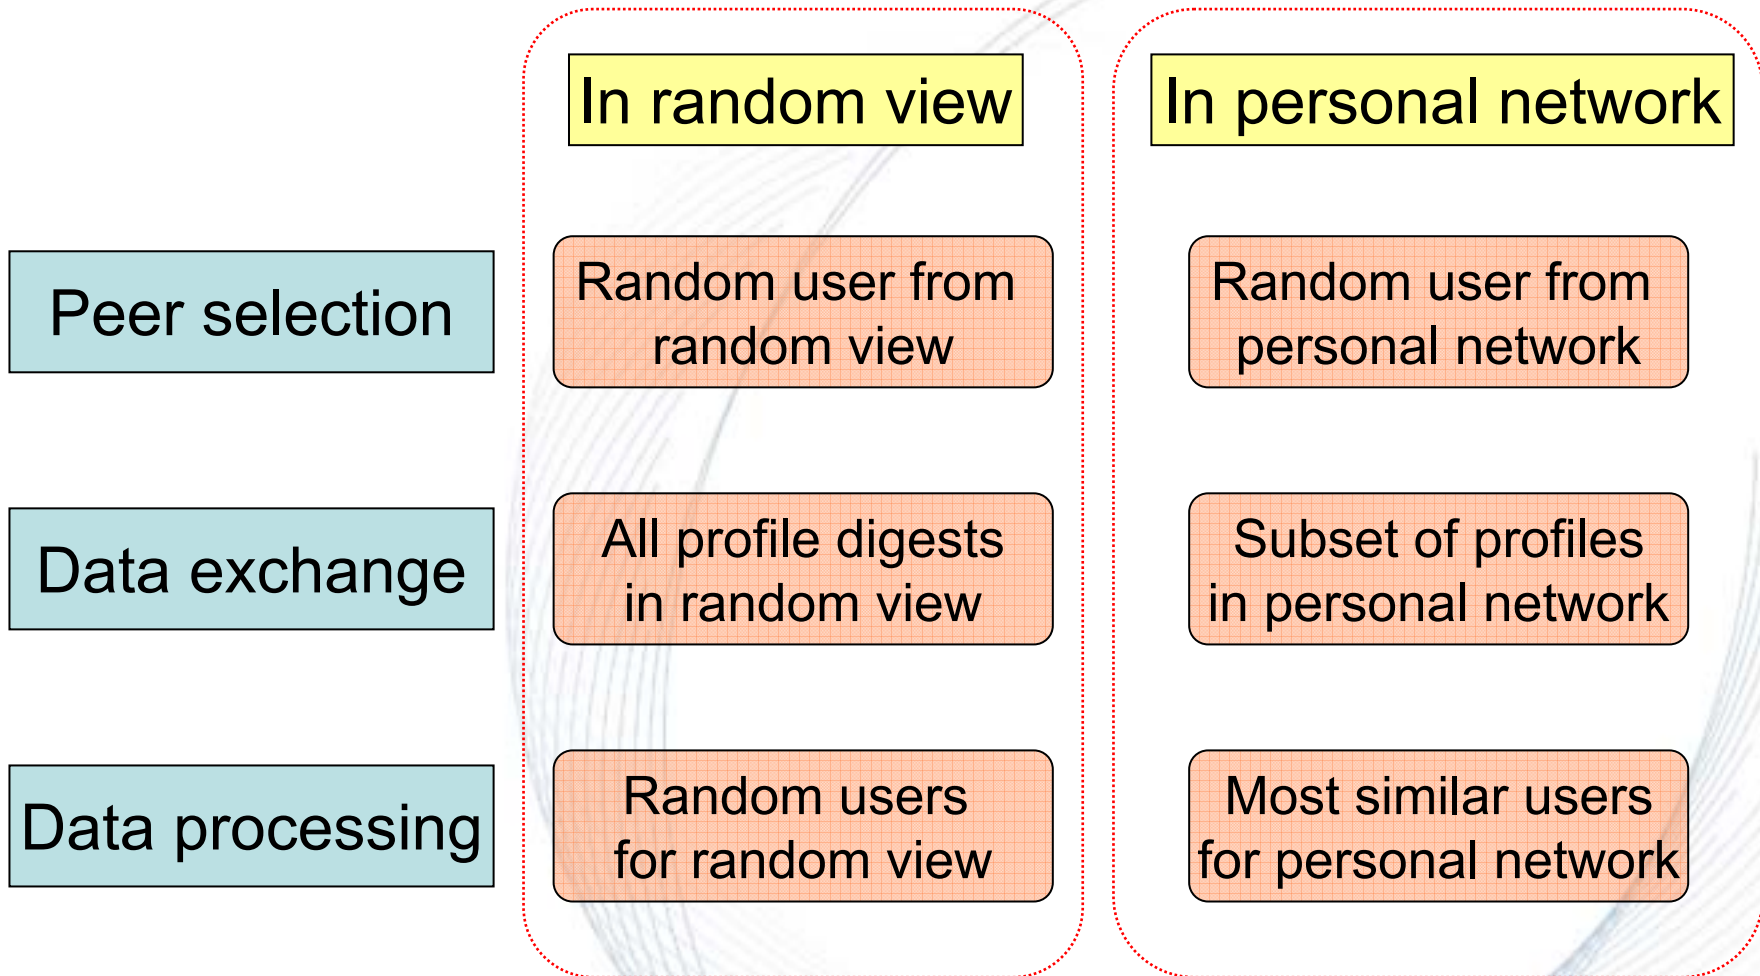 In random view
In personal network
Peer selection
Random user from
random view
Random user from
personal network
Data exchange
All profile digests
in random view
Subset of profiles
in personal network
Data processing
Random users
for random view
Most similar users
for personal network